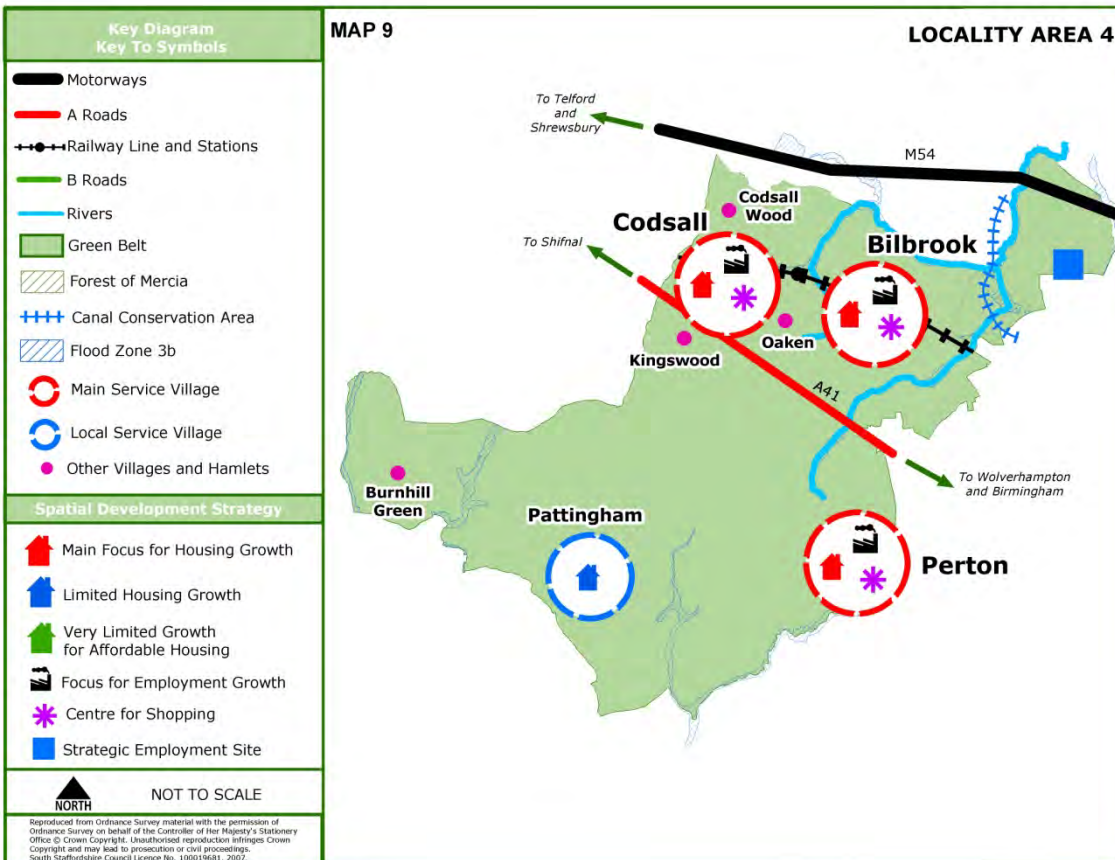 Key Diagram
Key To Symbols
Motorways
A Roads
Railway Line and Stations
B Roads
Rivers
Green Belt
Forest of Mercia
Canal Conservation Area
Flood Zone 3b
Main Service Village
Local Service Village
Other Villages and Hamlets
Spatial Development Strategy
Main Focus for Housing Growth
Limited Housing Growth
Very Limited Growth
for Affordable Housing
Focus for Employment Growth
Centre for Shopping
Strategic Employment Site
NORTH
NOT TO SCALE
Reproduced from Ordnance Survey material with the permission of
Ordnance Survey on behalf of the Controller of Her Majesty's Stationery
Office © Crown Copyright. Unauthorised reproduction infringes Crown
Copyright and may lead to prosecution or civil proceedings.
South Staffordshire Council Licence No. 100019681. 2007.
MAP 9
LOCALITY AREA 4
To Telford
and
Shrewsbury
M54
Codsall
Wood
Codsall
Bilbrook
To Shifnal
Oaken
Kingswood
A41
To Wolverhampton
and Birmingham
Burnhill
Green
Pattingham
Perton